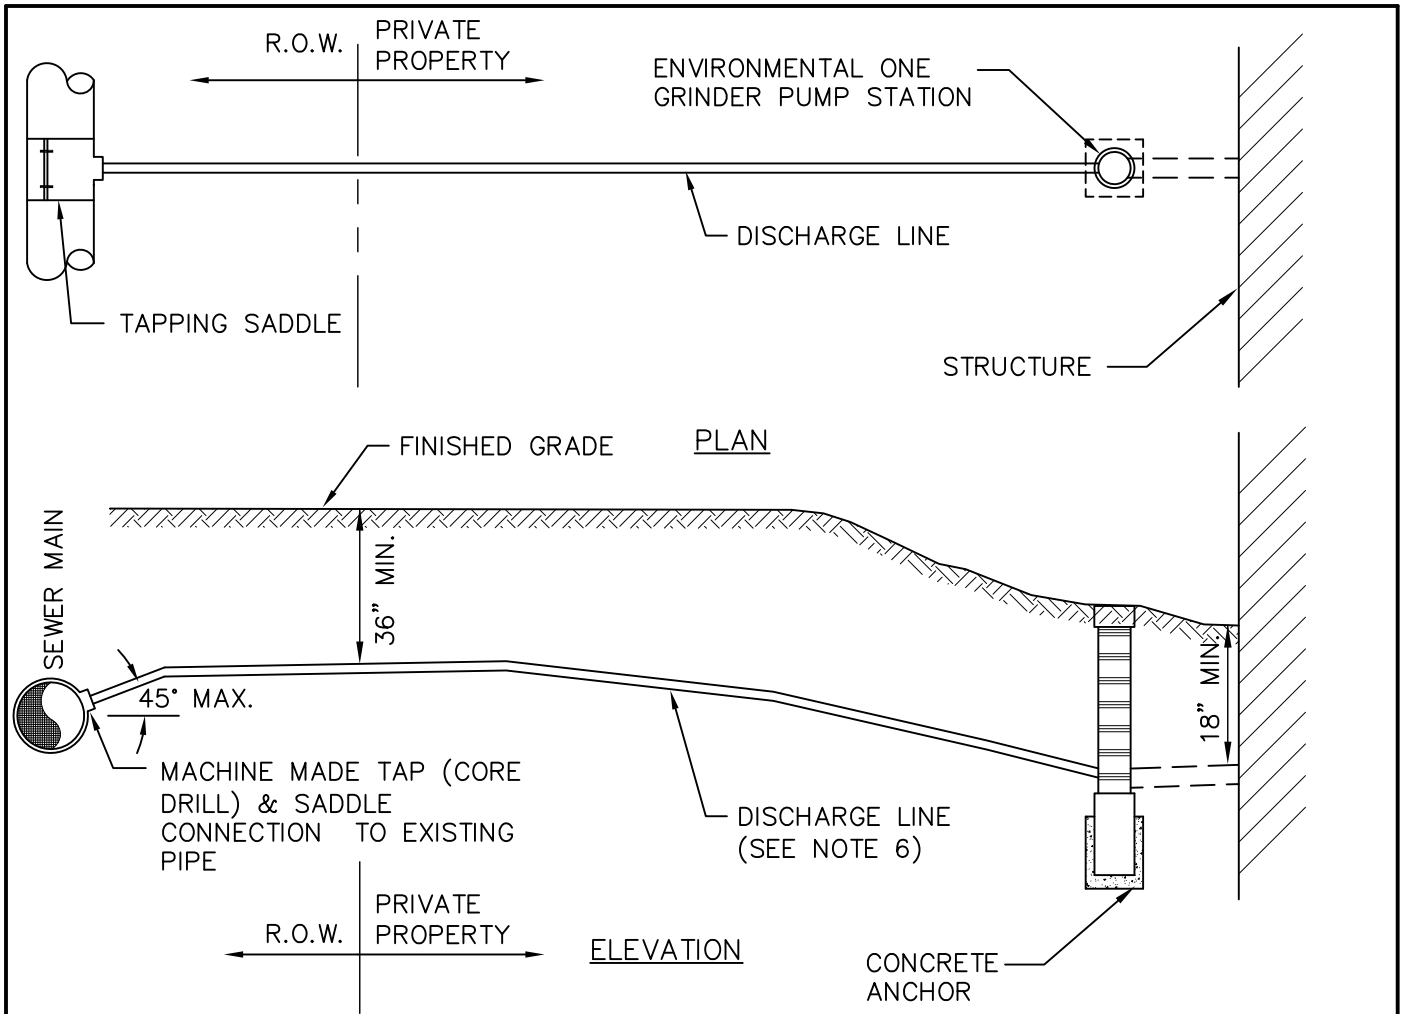 R.O.W.
PRIVATE
PROPERTY
ENVIRONMENTAL ONE
GRINDER PUMP STATION
DISCHARGE LINE
TAPPING SADDLE
STRUCTURE
PLAN
FINISHED GRADE
SEWER MAIN
36" MIN.
45° MAX.
18" MIN.
MACHINE MADE TAP (CORE
DRILL) & SADDLE
CONNECTION TO EXISTING
PIPE
DISCHARGE LINE
(SEE NOTE 6)
R.O.W.
PRIVATE
PROPERTY
ELEVATION
CONCRETE
ANCHOR